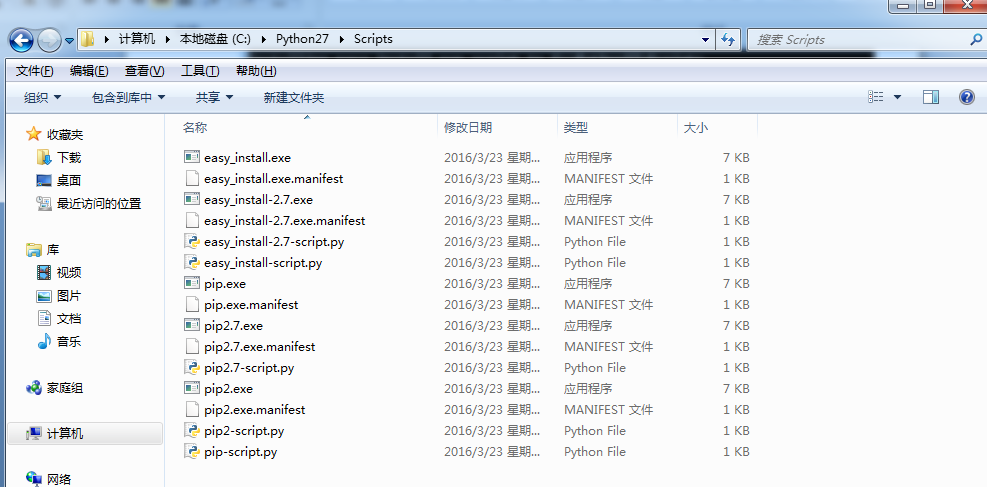 计算机 本地磁盘 (C:) Python27 Scripts 搜索 Scripts
文件(F) 编辑(E) 查看(V) 工具(T) 帮助(H)
组织 包含到库中 共享 新建文件夹
收藏夹
下载
桌面
最近访问的位置
库
视频
图片
文档
音乐
家庭组
计算机
网络
名称 修改日期 类型 大小
easy_install.exe 2016/3/23 星期... 应用程序 7 KB
easy_install.exe.manifest 2016/3/23 星期... MANIFEST 文件 1 KB
easy_install-2.7.exe 2016/3/23 星期... 应用程序 7 KB
easy_install-2.7.exe.manifest 2016/3/23 星期... MANIFEST 文件 1 KB
easy_install-2.7-script.py 2016/3/23 星期... Python File 1 KB
easy_install-script.py 2016/3/23 星期... Python File 1 KB
pip.exe 2016/3/23 星期... 应用程序 7 KB
pip.exe.manifest 2016/3/23 星期... MANIFEST 文件 1 KB
pip2.7.exe 2016/3/23 星期... 应用程序 7 KB
pip2.7.exe.manifest 2016/3/23 星期... MANIFEST 文件 1 KB
pip2.7-script.py 2016/3/23 星期... Python File 1 KB
pip2.exe 2016/3/23 星期... 应用程序 7 KB
pip2.exe.manifest 2016/3/23 星期... MANIFEST 文件 1 KB
pip2-script.py 2016/3/23 星期... Python File 1 KB
pip-script.py 2016/3/23 星期... Python File 1 KB